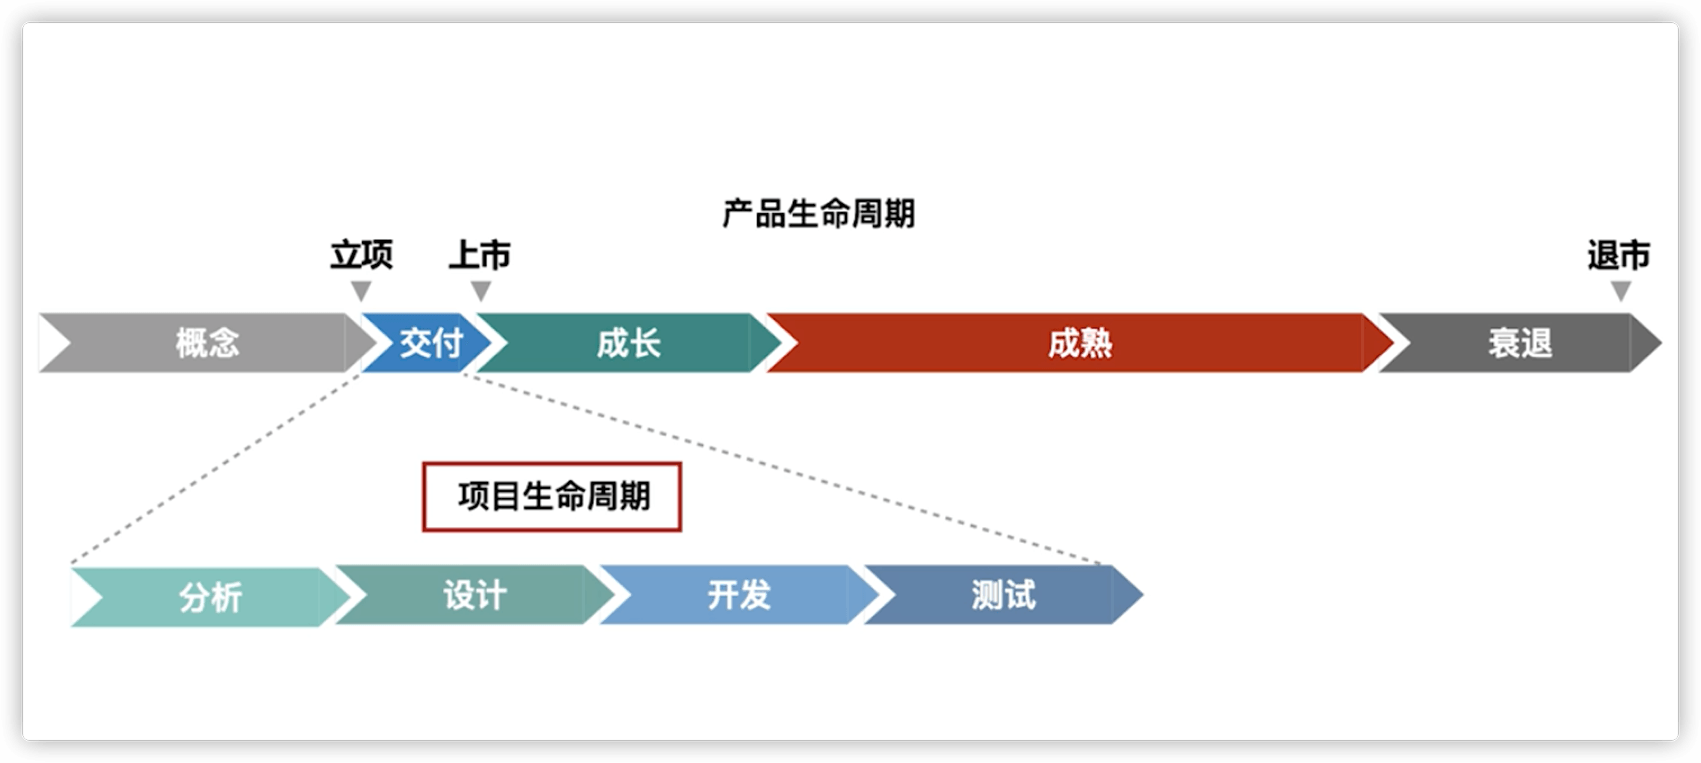 产品生命周期
立项
上市
退市
概念
交付
成长
成熟
衰退
项目生命周期
分析
设计
开发
测试